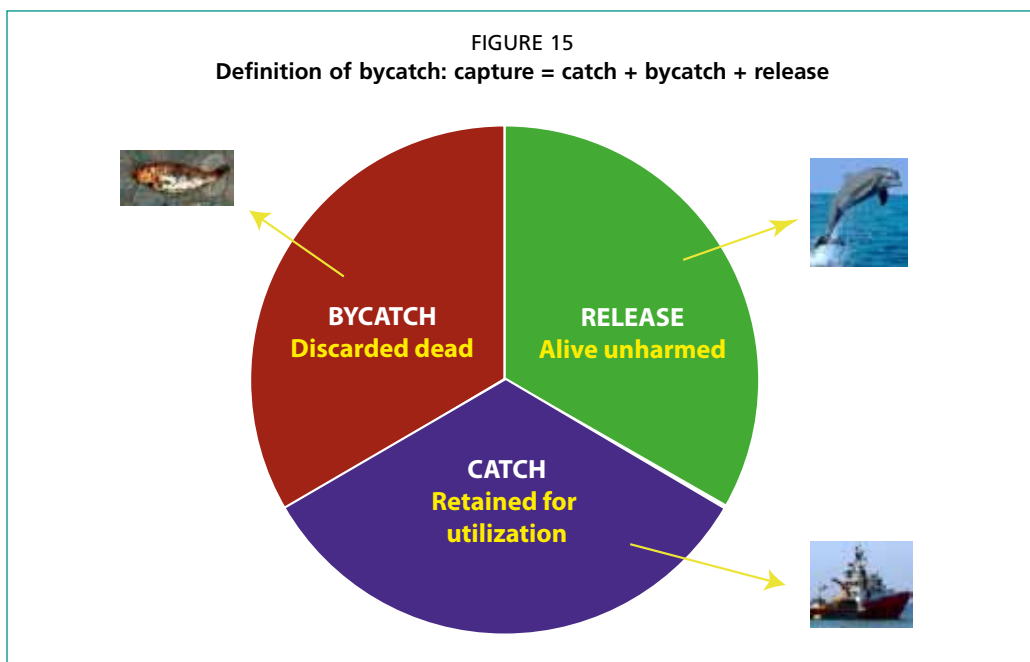 FIGURE 15
Definition of bycatch: capture = catch + bycatch + release
BYCATCH
Discarded dead
RELEASE
Alive unharmed
CATCH
Retained for
utilization